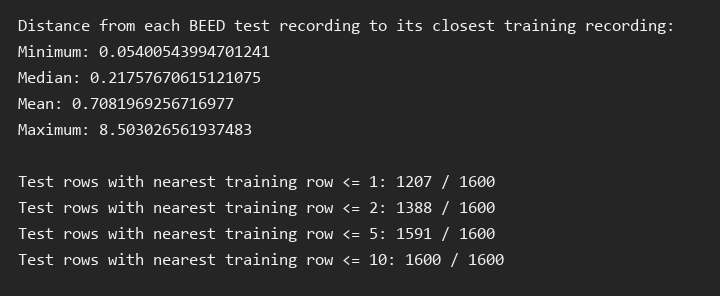 Distance from each BEED test recording to its closest training recording:
Minimum: 0.05400543994701241
Median: 0.21757670615121075
Mean: 0.7081969256716977
Maximum: 8.503026561937483
Test rows with nearest training row <= 1: 1207 / 1600
Test rows with nearest training row <= 2: 1388 / 1600
Test rows with nearest training row <= 5: 1591 / 1600
Test rows with nearest training row <= 10: 1600 / 1600